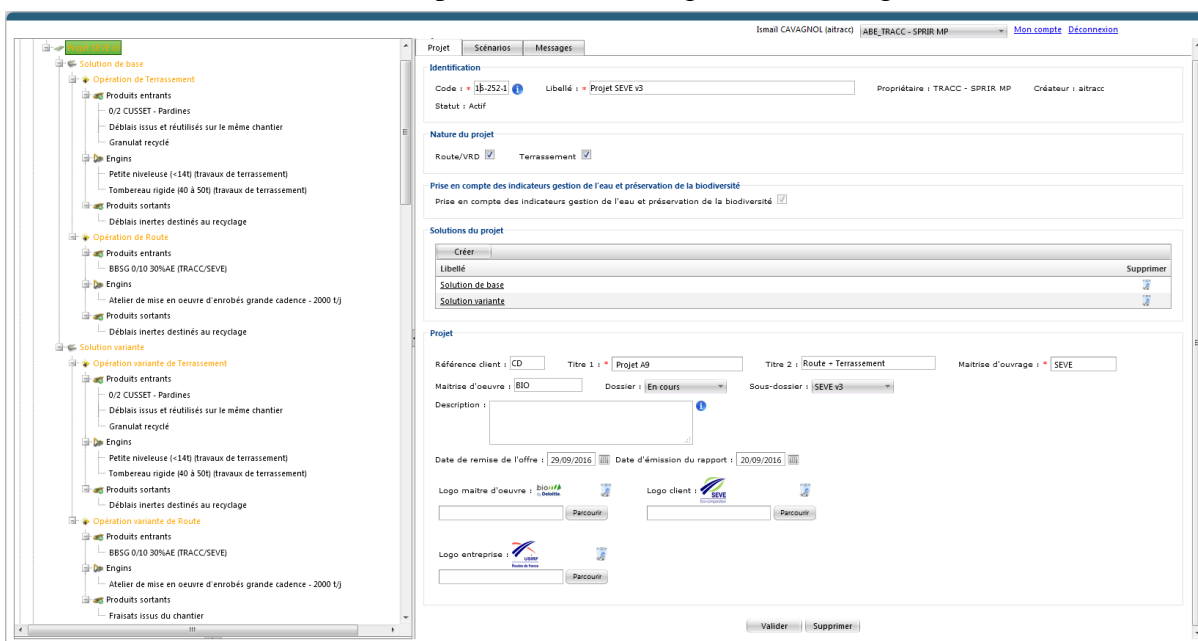 Ismaïl CAVAGNOL (aitracc) ABE_TRACC - SPRIR MP Mon compte Déconnexion
Solution de base
Opération de Terrassement
Produits entrants
0/2 CUSSET - Pardines
Déblais issus et réutilisés sur le même chantier
Granulat recyclé
Engins
Petite niveleuse (<14t) (travaux de terrassement)
Tombereau rigide (40 à 50t) (travaux de terrassement)
Produits sortants
Déblais inertes destinés au recyclage
Opération de Route
Produits entrants
BBSG 0/10 30%AE (TRACC/SEVE)
Engins
Atelier de mise en oeuvre d'enrobés grande cadence - 2000 t/j
Produits sortants
Déblais inertes destinés au recyclage
Solution variante
Opération variante de Terrassement
Produits entrants
0/2 CUSSET - Pardines
Déblais issus et réutilisés sur le même chantier
Granulat recyclé
Engins
Petite niveleuse (<14t) (travaux de terrassement)
Tombereau rigide (40 à 50t) (travaux de terrassement)
Produits sortants
Déblais inertes destinés au recyclage
Opération variante de Route
Produits entrants
BBSG 0/10 30%AE (TRACC/SEVE)
Engins
Atelier de mise en oeuvre d'enrobés grande cadence - 2000 t/j
Produits sortants
Fraisats issus du chantier
Projet Scénarios Messages
Identification
Code : * 16-252-1 Libellé : * Projet SEVE v3 Propriétaire : TRACC - SPRIR MP Créateur : aitracc
Statut : Actif
Nature du projet
Route/VRD Terrassement
Prise en compte des indicateurs gestion de l'eau et préservation de la biodiversité
Prise en compte des indicateurs gestion de l'eau et préservation de la biodiversité
Solutions du projet
Créer
Libellé Supprimer
Solution de base
Solution variante
Projet
Référence client : CD Titre 1 : * Projet A9 Titre 2 : Route + Terrassement Maitrise d'ouvrage : * SEVE
Maitrise d'oeuvre : BIO Dossier : En cours Sous-dossier : SEVE v3
Description :
Date de remise de l'offre : 29/09/2016 Date d'émission du rapport : 20/09/2016
Logo maitre d'oeuvre : bio by Deloitte Logo client : SEVE
Parcourir Parcourir
Logo entreprise : USIRF Routes de France
Parcourir
Valider Supprimer